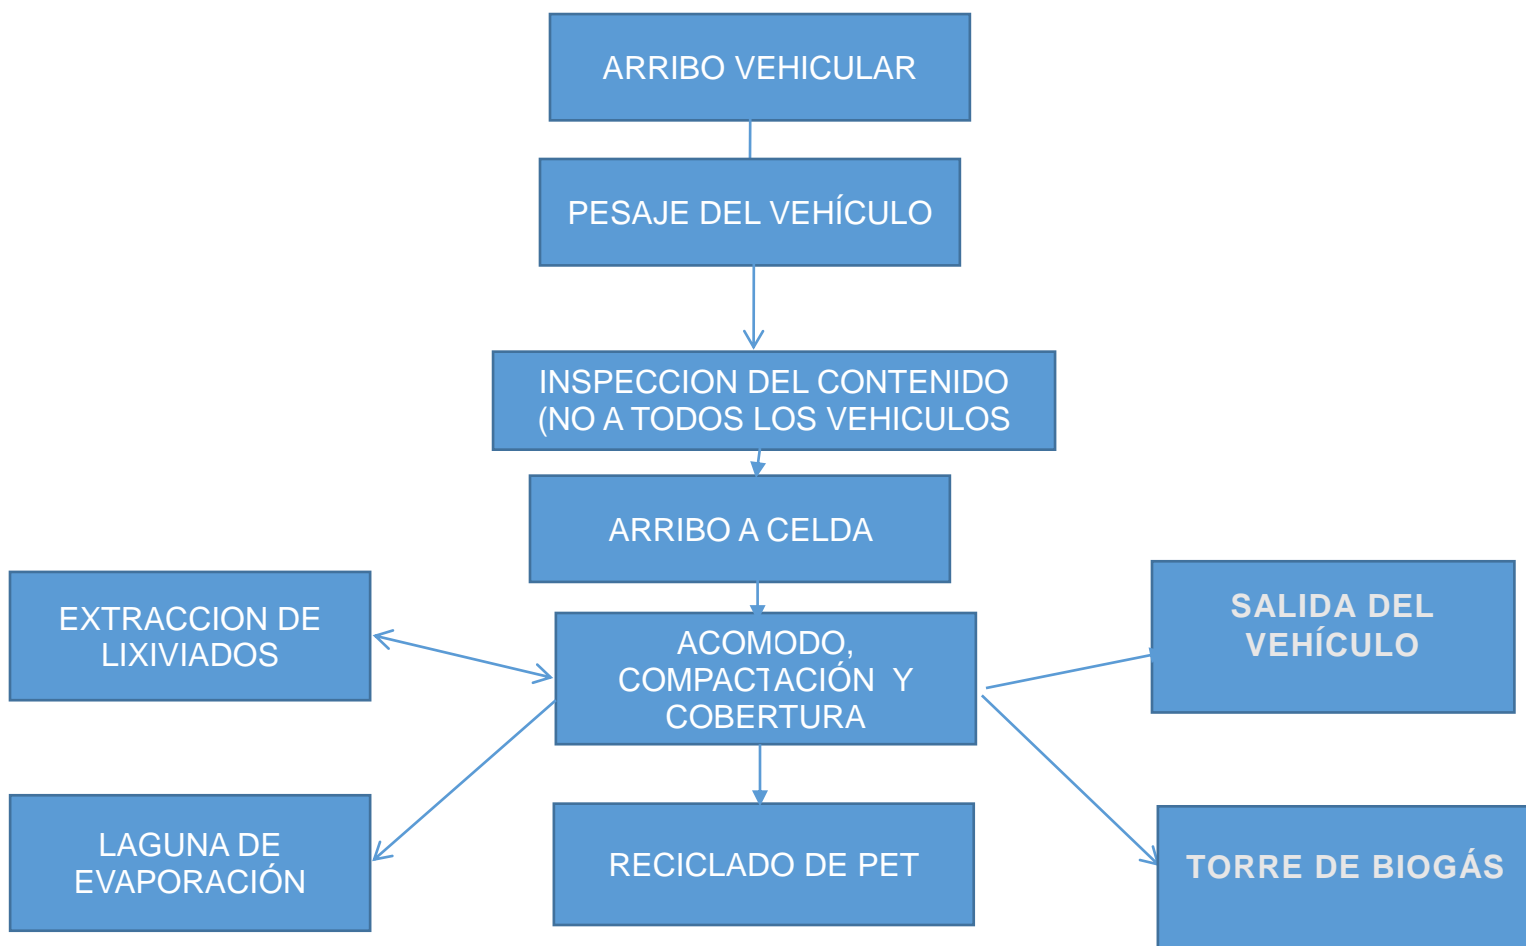 ARRIBO VEHICULAR
PESAJE DEL VEHÍCULO
INSPECCION DEL CONTENIDO
(NO A TODOS LOS VEHICULOS
ARRIBO A CELDA
EXTRACCION DE
LIXIVIADOS
ACOMODO,
COMPACTACIÓN Y
COBERTURA
SALIDA DEL
VEHÍCULO
LAGUNA DE
EVAPORACIÓN
RECICLADO DE PET
TORRE DE BIOGÁS